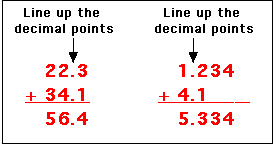 Line up the
decimal points
22.3
+ 34.1
56.4
Line up the
decimal points
1.234
+ 4.1
5.334